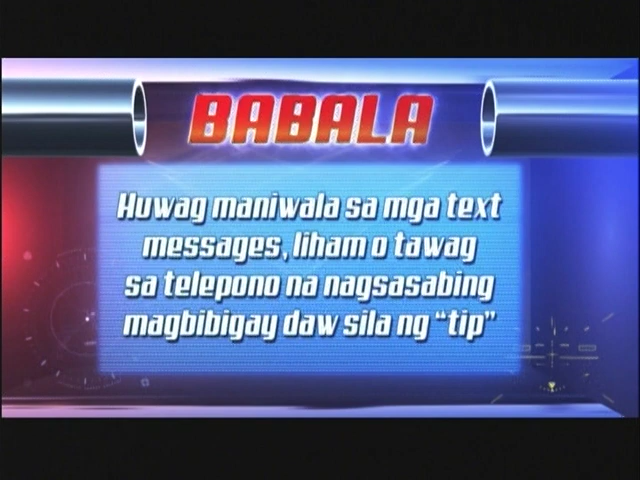 BABALA
Huwag maniwala sa mga text
messages, liham o tawag
sa telepono na nagsasabing
magbibigay daw sila ng “tip”